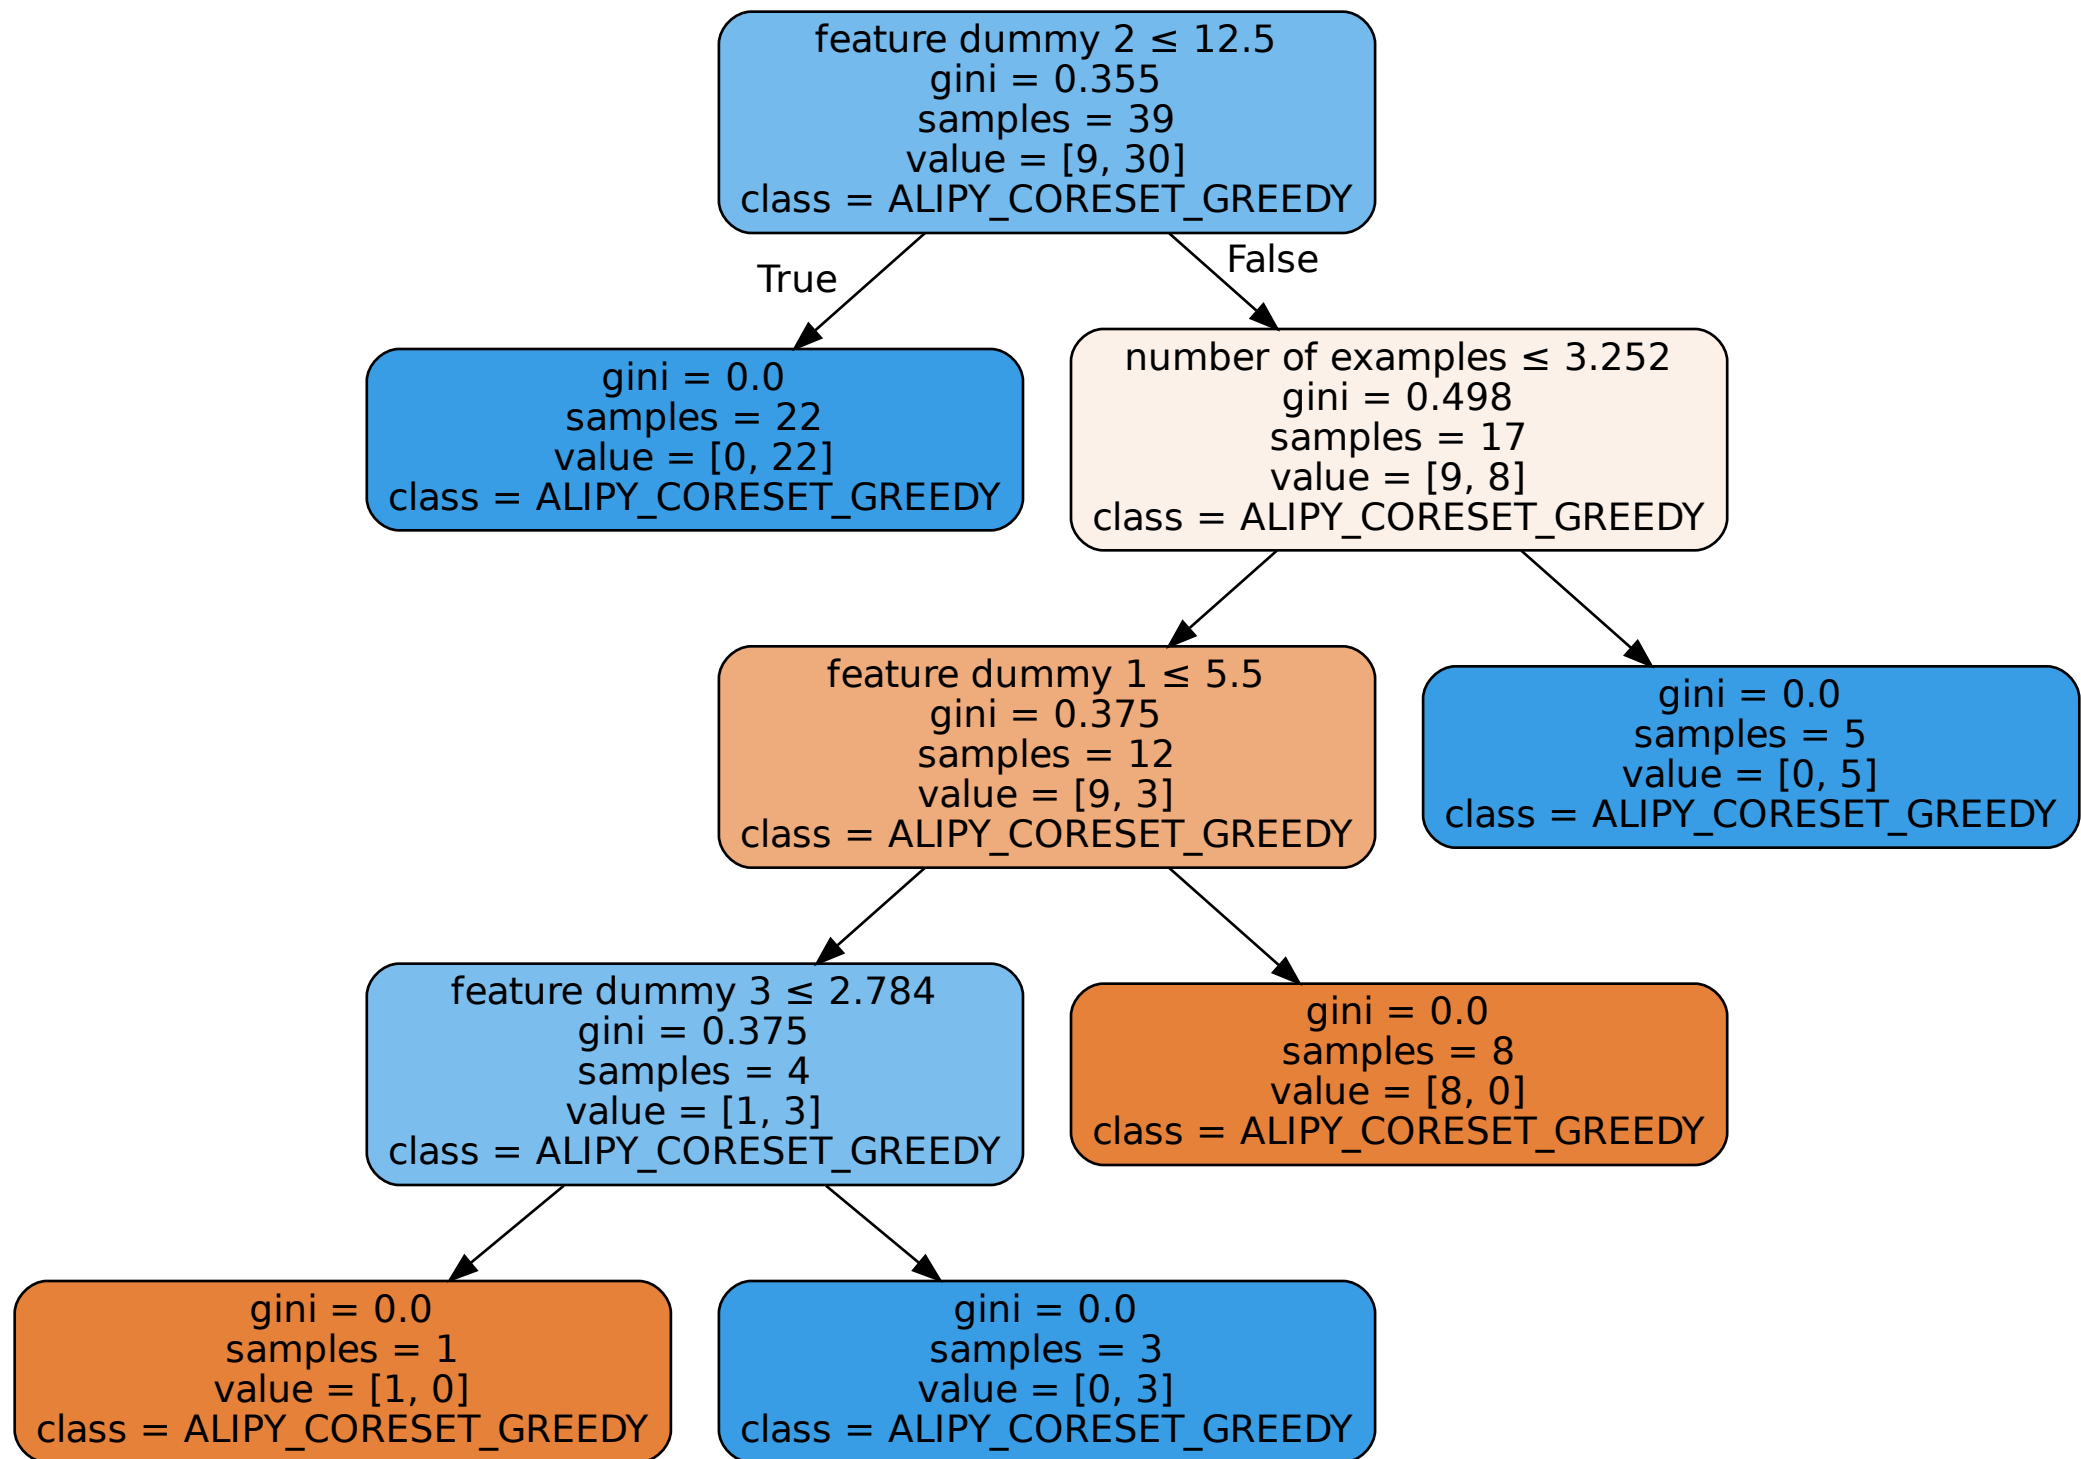 feature dummy 2 ≤ 12.5
gini = 0.355
samples = 39
value = [9, 30]
class = ALIPY_CORESET_GREEDY
True
False
gini = 0.0
samples = 22
value = [0, 22]
class = ALIPY_CORESET_GREEDY
number of examples ≤ 3.252
gini = 0.498
samples = 17
value = [9, 8]
class = ALIPY_CORESET_GREEDY
feature dummy 1 ≤ 5.5
gini = 0.375
samples = 12
value = [9, 3]
class = ALIPY_CORESET_GREEDY
gini = 0.0
samples = 5
value = [0, 5]
class = ALIPY_CORESET_GREEDY
feature dummy 3 ≤ 2.784
gini = 0.375
samples = 4
value = [1, 3]
class = ALIPY_CORESET_GREEDY
gini = 0.0
samples = 8
value = [8, 0]
class = ALIPY_CORESET_GREEDY
gini = 0.0
samples = 1
value = [1, 0]
class = ALIPY_CORESET_GREEDY
gini = 0.0
samples = 3
value = [0, 3]
class = ALIPY_CORESET_GREEDY